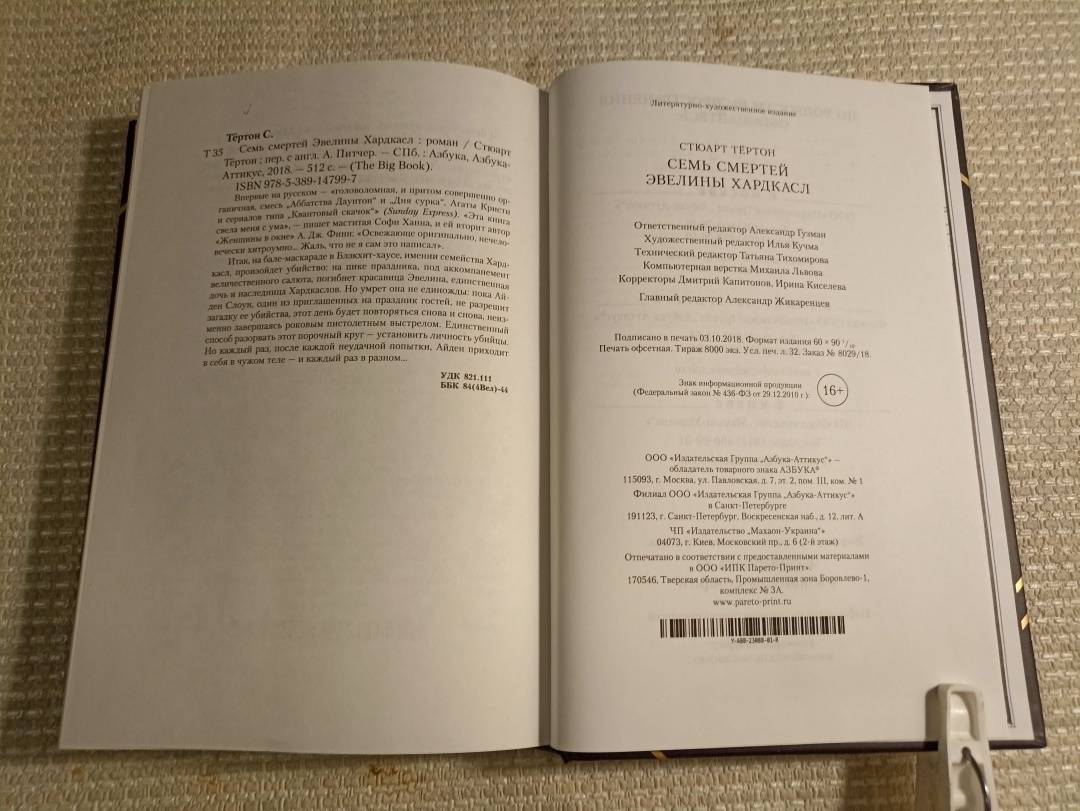 Тёртон С.
Т 35 Семь смертей Эвелины Хардкасл : роман / Стюарт
Тёртон ; пер. с англ. А. Питчер. — СПб. : Азбука, Азбука-
Аттикус, 2018. — 512 с. — (The Big Book).
ISBN 978-5-389-14799-7
Впервые на русском — «головоломная, и притом совершенно ор-
ганичная, смесь „Аббатства Даунтон“ и „Дня сурка“, Агаты Кристи
и сериалов типа „Квантовый скачок“» (Sunday Express). «Эта книга
свела меня с ума», — пишет маститая Софи Ханна, и ей вторит автор
«Женщины в окне» А. Дж. Финн: «Освежающе оригинально, нечело-
вечески хитроумно... Жаль, что не я сам это написал».
Итак, на бале-маскараде в Блэкхит-хаусе, имении семейства Хард-
касл, произойдет убийство: на пике праздника, под аккомпанемент
величественного салюта, погибнет красавица Эвелина, единственная
дочь и наследница Хардкаслов. Но умрет она не единожды: пока Ай-
ден Слоун, один из приглашенных на праздник гостей, не разрешит
загадку ее убийства, этот день будет повторяться снова и снова, неиз-
менно завершаясь роковым пистолетным выстрелом. Единственный
способ разорвать этот порочный круг — установить личность убийцы.
Но каждый раз, после каждой неудачной попытки, Айден приходит
в себя в чужом теле — и каждый раз в разном...
УДК 821.111
ББК 84(4Вел)-44
Литературно-художественное издание
СТЮАРТ ТЁРТОН
СЕМЬ СМЕРТЕЙ
ЭВЕЛИНЫ ХАРДКАСЛ
Ответственный редактор Александр Гузман
Художественный редактор Илья Кучма
Технический редактор Татьяна Тихомирова
Компьютерная верстка Михаила Львова
Корректоры Дмитрий Капитонов, Ирина Киселева
Главный редактор Александр Жикаренцев
Подписано в печать 03.10.2018. Формат издания 60 × 90 1/16.
Печать офсетная. Тираж 8000 экз. Усл. печ. л. 32. Заказ № 8029/18.
Знак информационной продукции
(Федеральный закон № 436-ФЗ от 29.12.2010 г.): 16+
ООО «Издательская Группа „Азбука-Аттикус“» —
обладатель товарного знака АЗБУКА®
115093, г. Москва, ул. Павловская, д. 7, эт. 2, пом. III, ком. № 1
Филиал ООО «Издательская Группа „Азбука-Аттикус“»
в Санкт-Петербурге
191123, г. Санкт-Петербург, Воскресенская наб., д. 12, лит. А
ЧП «Издательство „Махаон-Украина“»
04073, г. Киев, Московский пр., д. 6 (2-й этаж)
Отпечатано в соответствии с предоставленными материалами
в ООО «ИПК Парето-Принт».
170546, Тверская область, Промышленная зона Боровлево-1,
комплекс № 3А.
www.pareto-print.ru
Y-ABB-23088-01-R